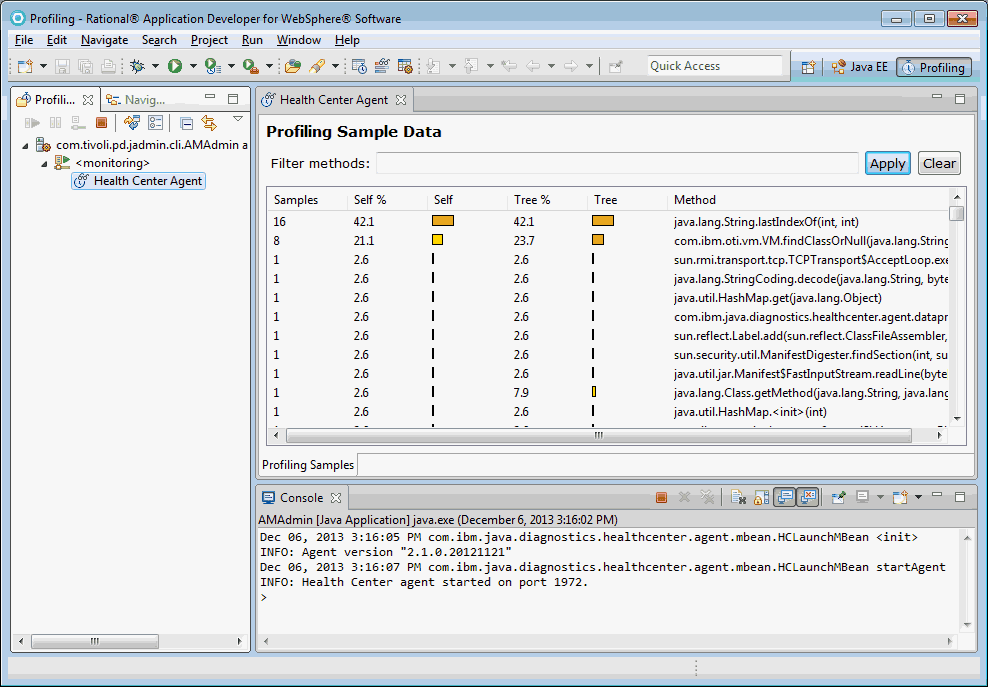 Profiling - Rational® Application Developer for WebSphere® Software
File Edit Navigate Search Project Run Window Help
Quick Access
Java EE
Profiling
Profili...
Navig...
com.tivoli.pd.jadmin.cli.AMAdmin a
<monitoring>
Health Center Agent
Health Center Agent
Profiling Sample Data
Filter methods:
Apply
Clear
Samples Self % Self Tree % Tree Method
16 42.1 42.1 java.lang.String.lastIndexOf(int, int)
8 21.1 23.7 com.ibm.oti.vm.VM.findClassOrNull(java.lang.String
1 2.6 2.6 sun.rmi.transport.tcp.TCPTransport$AcceptLoop.exe
1 2.6 2.6 java.lang.StringCoding.decode(java.lang.String, byte
1 2.6 2.6 java.util.HashMap.get(java.lang.Object)
1 2.6 2.6 com.ibm.java.diagnostics.healthcenter.agent.datapr
1 2.6 2.6 sun.reflect.Label.add(sun.reflect.ClassFileAssembler,
1 2.6 2.6 sun.security.util.ManifestDigester.findSection(int, su
1 2.6 2.6 java.util.jar.Manifest$FastInputStream.readLine(byte
1 2.6 7.9 java.lang.Class.getMethod(java.lang.String, java.lang
1 2.6 2.6 java.util.HashMap.<init>(int)
Profiling Samples
Console
AMAdmin [Java Application] java.exe (December 6, 2013 3:16:02 PM)
Dec 06, 2013 3:16:05 PM com.ibm.java.diagnostics.healthcenter.agent.mbean.HCLaunchMBean <init>
INFO: Agent version "2.1.0.20121121"
Dec 06, 2013 3:16:07 PM com.ibm.java.diagnostics.healthcenter.agent.mbean.HCLaunchMBean startAgent
INFO: Health Center agent started on port 1972.
>